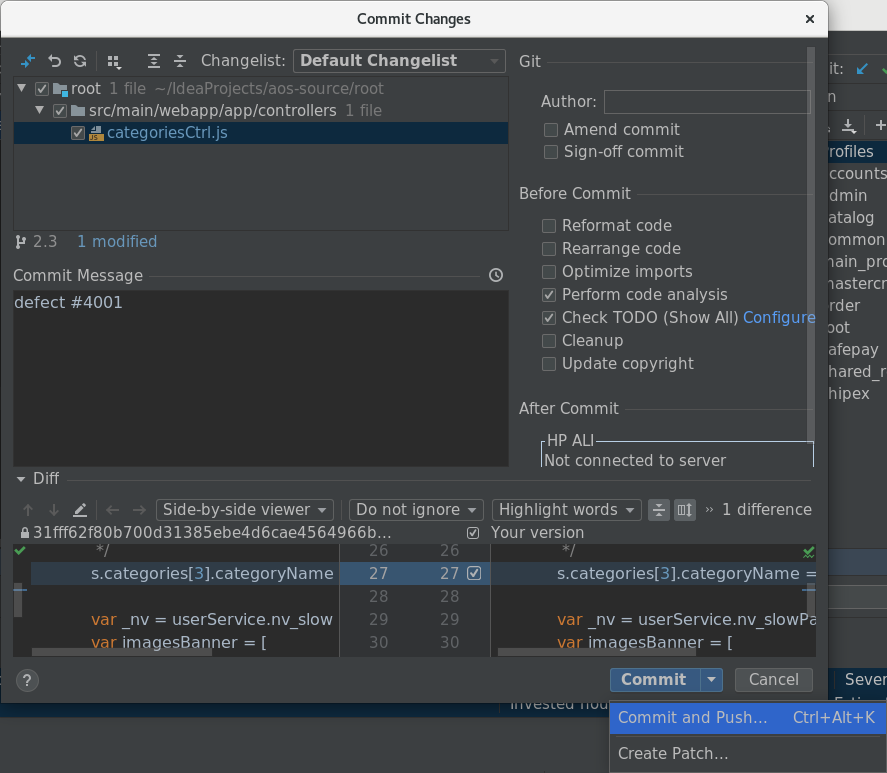 Commit Changes
Changelist: Default Changelist
root 1 file ~/IdeaProjects/aos-source/root
src/main/webapp/app/controllers 1 file
categoriesCtrl.js
2.3 1 modified
Commit Message
defect #4001
Git
Author:
Amend commit
Sign-off commit
Before Commit
Reformat code
Rearrange code
Optimize imports
Perform code analysis
Check TODO (Show All) Configure
Cleanup
Update copyright
After Commit
HP ALI
Not connected to server
Diff
Side-by-side viewer Do not ignore Highlight words 1 difference
31fff62f80b700d31385ebe4d6cae4564966b... Your version
*/ 26 26 */
s.categories[3].categoryName 27 27 s.categories[3].categoryName =
28 28
var _nv = userService.nv_slow 29 29 var _nv = userService.nv_slowPa
var imagesBanner = [ 30 30 var imagesBanner = [
? Commit Cancel
Commit and Push... Ctrl+Alt+K
Create Patch...
it:
n
rofiles
ccounts
dmin
atalog
ommon
nain_pro
nastercr
rder
oot
afepay
hared_r
hipex
Sever